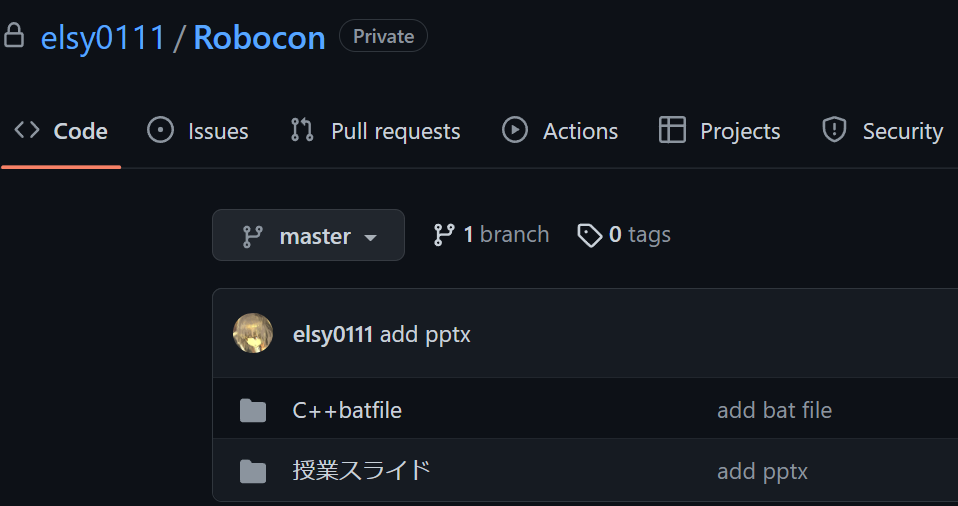 elsy0111 / Robocon Private
Code Issues Pull requests Actions Projects Security
master 1 branch 0 tags
elsy0111 add pptx
C++batfile add bat file
授業スライド add pptx